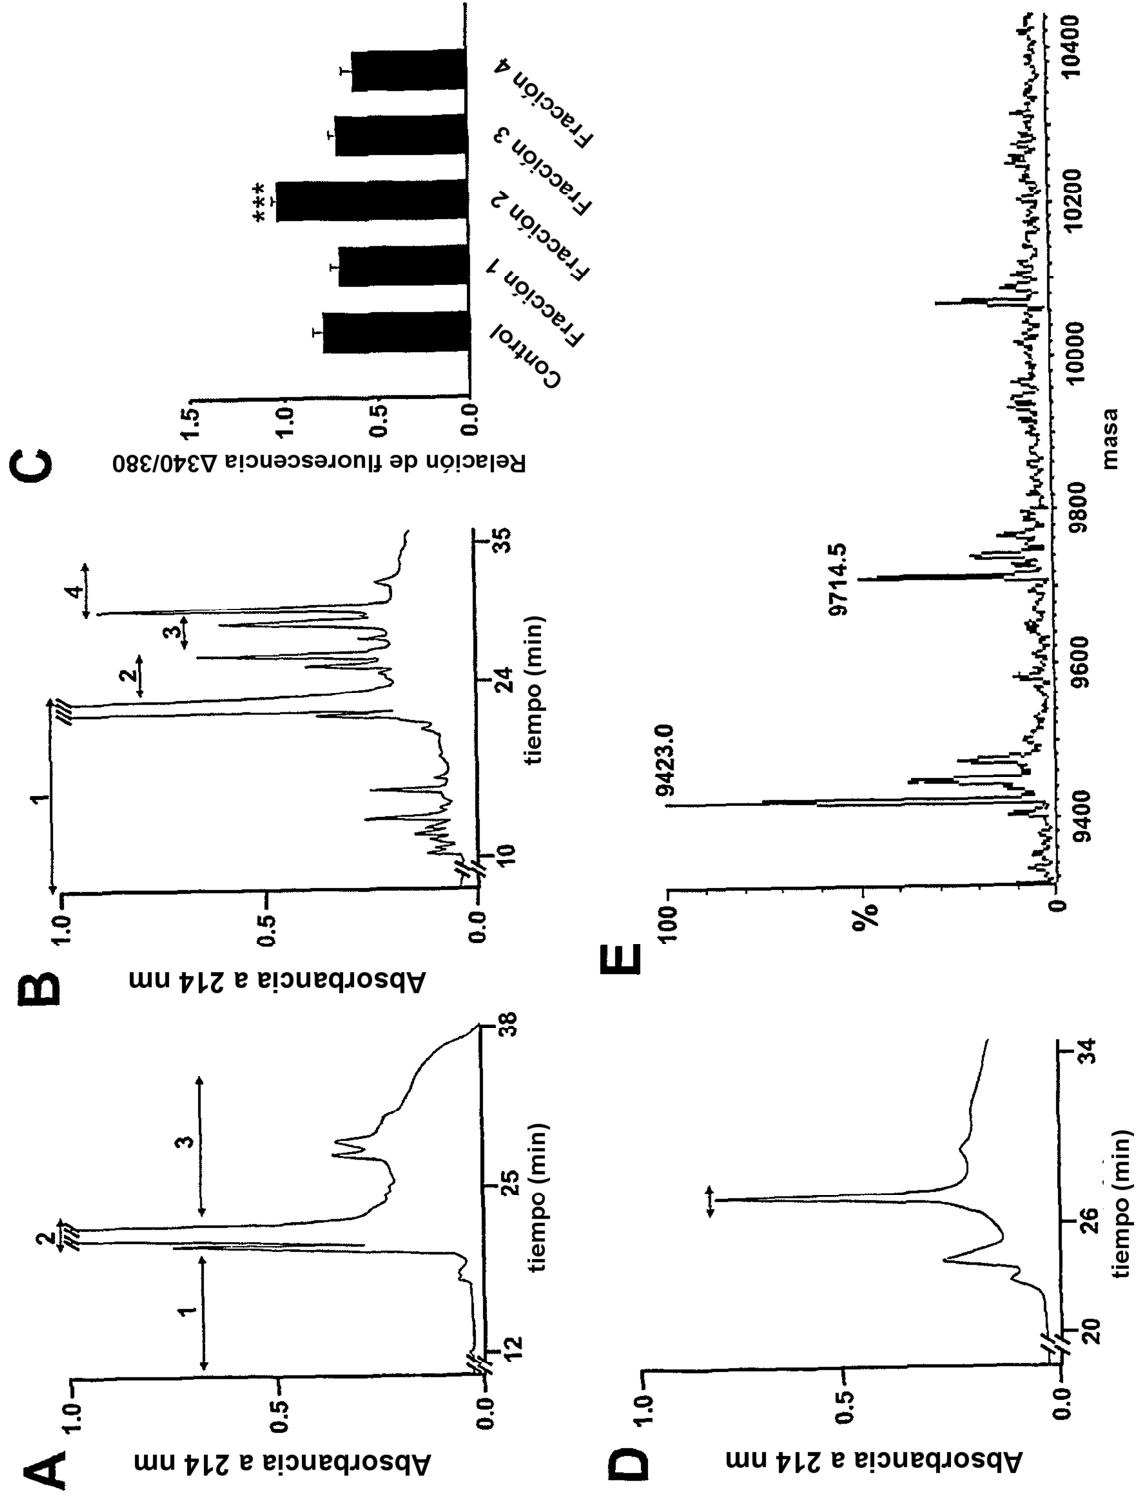 A
Absorbancia a 214 nm
1.0
0.5
0.0
1
2
3
12
25
38
tiempo (min)
B
Absorbancia a 214 nm
1.0
0.5
0.0
1
2
3
4
10
24
35
tiempo (min)
C
Relación de fluorescencia Δ340/380
1.5
1.0
0.5
0.0
***
Control
Fracción 1
Fracción 2
Fracción 3
Fracción 4
D
Absorbancia a 214 nm
1.0
0.5
0.0
20
26
34
tiempo (min)
E
100
%
0
9423.0
9714.5
9400
9600
9800
10000
10200
10400
masa